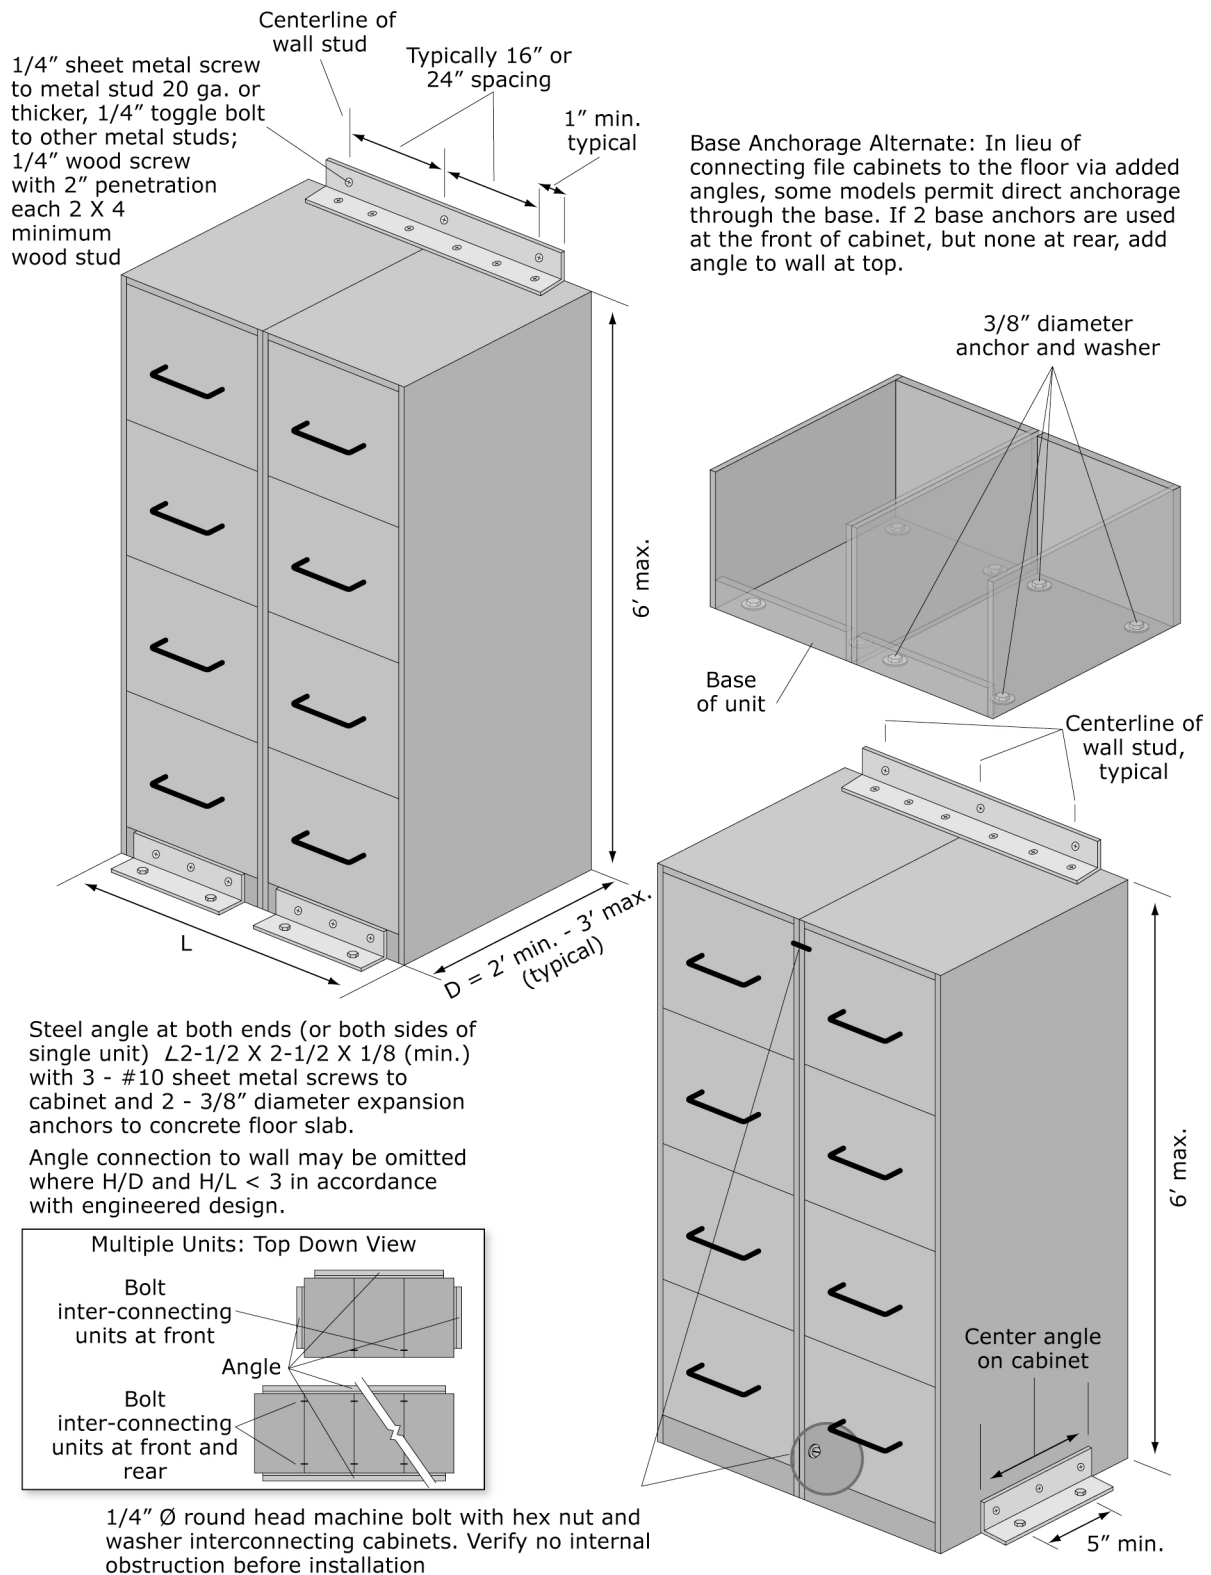 Centerline of
wall stud
Typically 16” or
24” spacing
1” min.
typical
1/4” sheet metal screw
to metal stud 20 ga. or
thicker, 1/4” toggle bolt
to other metal studs;
1/4” wood screw
with 2” penetration
each 2 X 4
minimum
wood stud
6’ max.
L
D = 2’ min. - 3’ max.
(typical)
Base Anchorage Alternate: In lieu of
connecting file cabinets to the floor via added
angles, some models permit direct anchorage
through the base. If 2 base anchors are used
at the front of cabinet, but none at rear, add
angle to wall at top.
3/8” diameter
anchor and washer
Base
of unit
Centerline of
wall stud,
typical
6’ max.
Center angle
on cabinet
5” min.
Steel angle at both ends (or both sides of
single unit) ∠2-1/2 X 2-1/2 X 1/8 (min.)
with 3 - #10 sheet metal screws to
cabinet and 2 - 3/8” diameter expansion
anchors to concrete floor slab.
Angle connection to wall may be omitted
where H/D and H/L < 3 in accordance
with engineered design.
Multiple Units: Top Down View
Bolt
inter-connecting
units at front
Angle
Bolt
inter-connecting
units at front and
rear
1/4” Ø round head machine bolt with hex nut and
washer interconnecting cabinets. Verify no internal
obstruction before installation